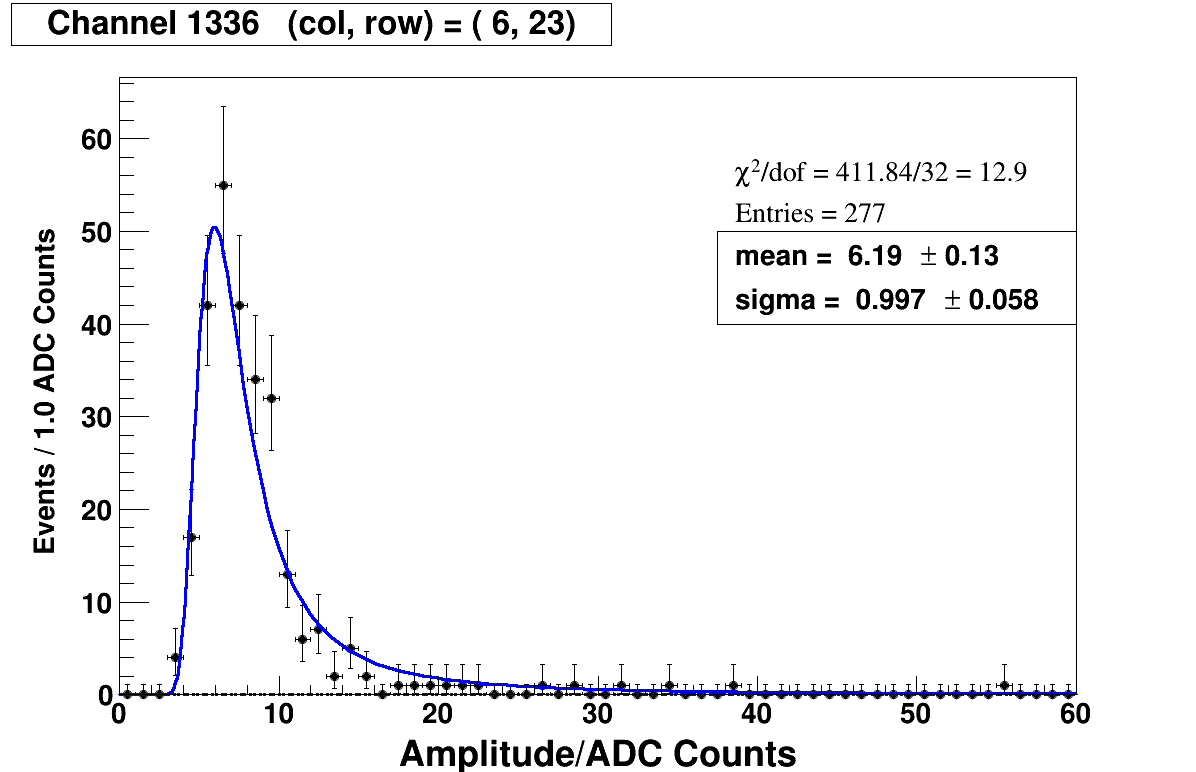 Channel 1336 (col, row) = ( 6, 23)
χ²/dof = 411.84/32 = 12.9
Entries = 277
mean = 6.19 ± 0.13
sigma = 0.997 ± 0.058
Events / 1.0 ADC Counts
60
50
40
30
20
10
0
0 10 20 30 40 50 60
Amplitude/ADC Counts